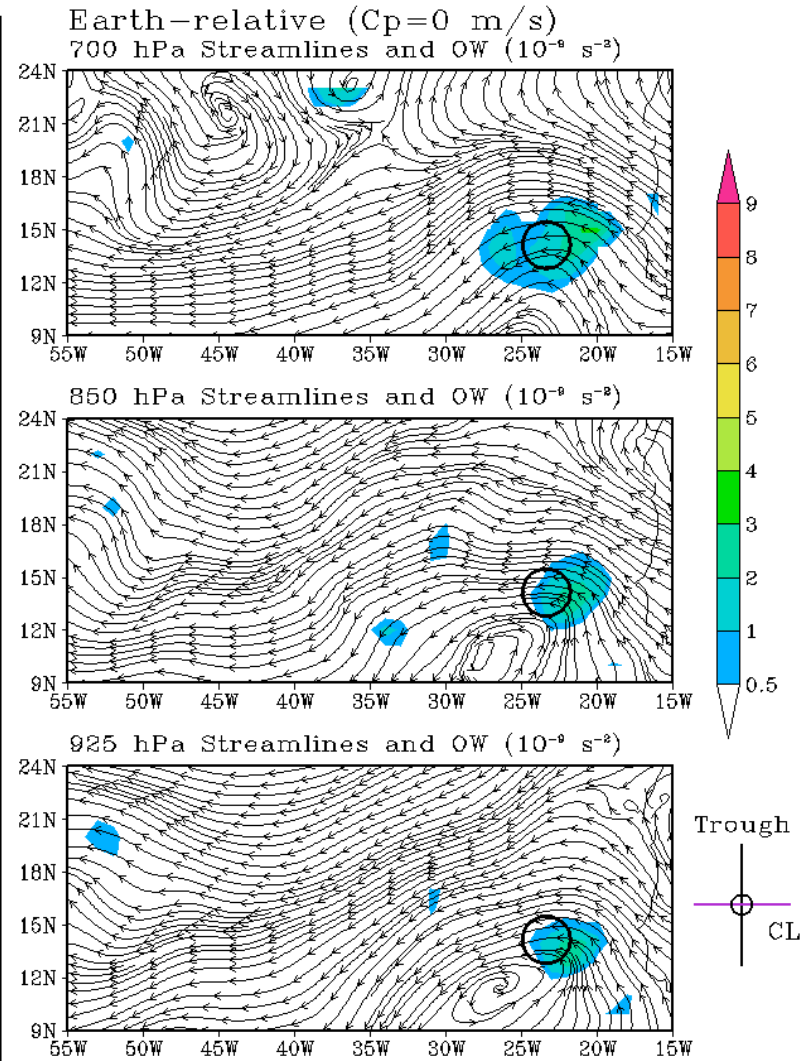 Earth−relative (Cp=0 m/s)
700 hPa Streamlines and OW (10⁻⁹ s⁻²)
24N
21N
18N
15N
12N
9N
55W 50W 45W 40W 35W 30W 25W 20W 15W
850 hPa Streamlines and OW (10⁻⁹ s⁻²)
24N
21N
18N
15N
12N
9N
55W 50W 45W 40W 35W 30W 25W 20W 15W
925 hPa Streamlines and OW (10⁻⁹ s⁻²)
24N
21N
18N
15N
12N
9N
55W 50W 45W 40W 35W 30W 25W 20W 15W
9
8
7
6
5
4
3
2
1
0.5
Trough
CL